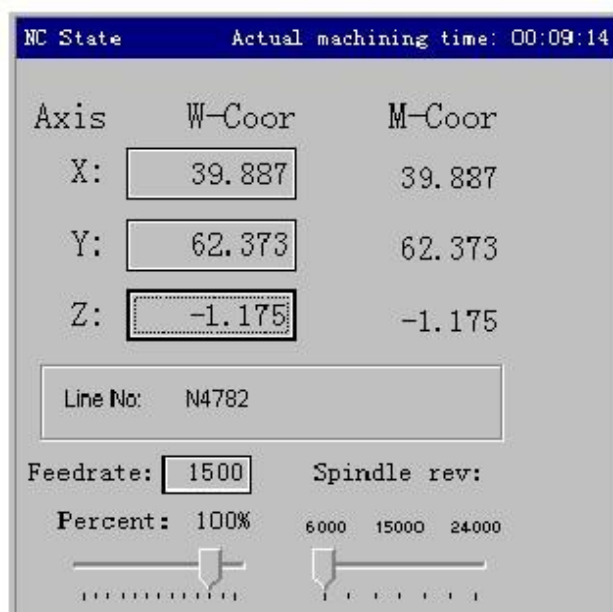 NC State Actual machining time: 00:09:14
Axis W-Coor M-Coor
X: 39.887 39.887
Y: 62.373 62.373
Z: -1.175 -1.175
Line No: N4782
Feedrate: 1500 Spindle rev:
Percent: 100% 6000 15000 24000